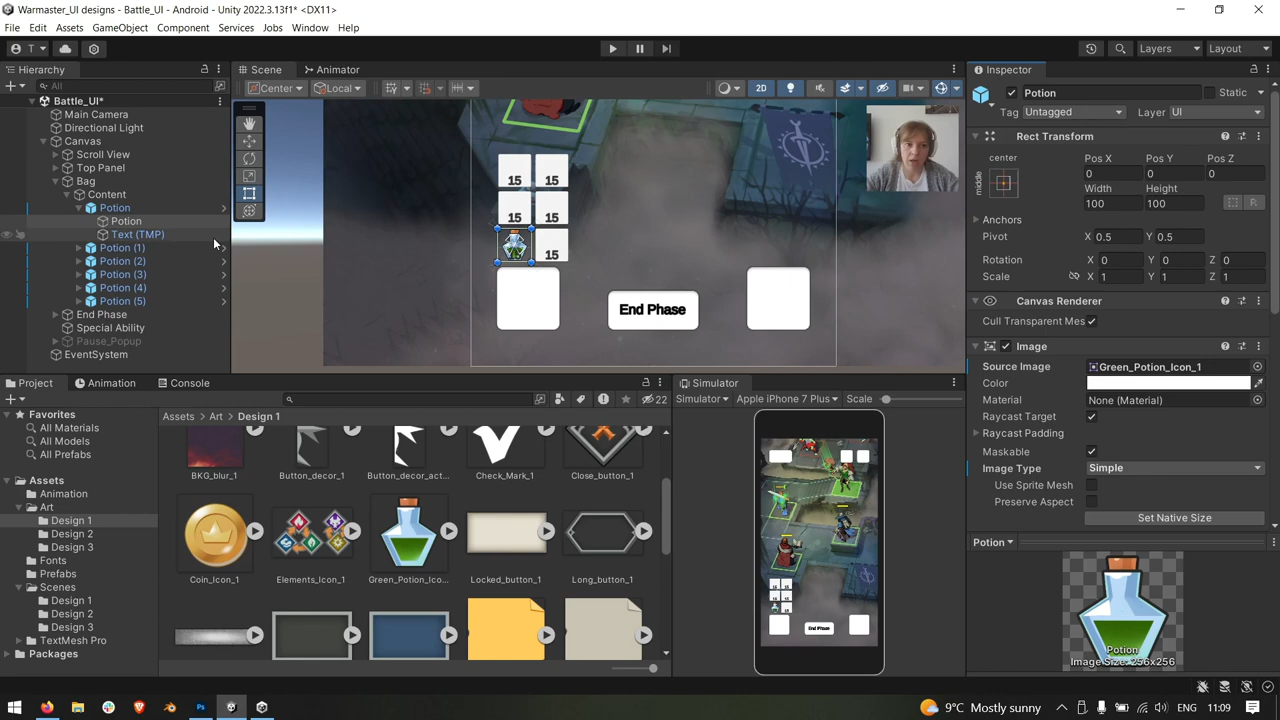 Warmaster_UI designs - Battle_UI - Android - Unity 2022.3.13f1* <DX11>
File Edit Assets GameObject Component Services Jobs Window Help
T Layers Layout
Hierarchy
All
Battle_UI*
Main Camera
Directional Light
Canvas
Scroll View
Top Panel
Bag
Content
Potion
Potion
Text (TMP)
Potion (1)
Potion (2)
Potion (3)
Potion (4)
Potion (5)
End Phase
Special Ability
Pause_Popup
EventSystem
Scene Animator
Center Local 2D
15 15
15 15
15
End Phase
Inspector
Potion Static
Tag Untagged Layer UI
Rect Transform
center Pos X Pos Y Pos Z
middle 0 0 0
Width Height
100 100 R
Anchors
Pivot X 0.5 Y 0.5
Rotation X 0 Y 0 Z 0
Scale X 1 Y 1 Z 1
Canvas Renderer
Cull Transparent Mes
Image
Source Image Green_Potion_Icon_1
Color
Material None (Material)
Raycast Target
Raycast Padding
Maskable
Image Type Simple
Use Sprite Mesh
Preserve Aspect
Set Native Size
Potion
Potion
Image Size: 256x256
Project Animation Console
22
Favorites
All Materials
All Models
All Prefabs
Assets
Animation
Art
Design 1
Design 2
Design 3
Fonts
Prefabs
Scenes
Design 1
Design 2
Design 3
TextMesh Pro
Packages
Assets > Art > Design 1
BKG_blur_1 Button_decor_1 Button_decor_act... Check_Mark_1 Close_button_1
Coin_Icon_1 Elements_Icon_1 Green_Potion_Ico... Locked_button_1 Long_button_1
Simulator
Simulator Apple iPhone 7 Plus Scale
End Phase
9°C Mostly sunny ENG 11:09